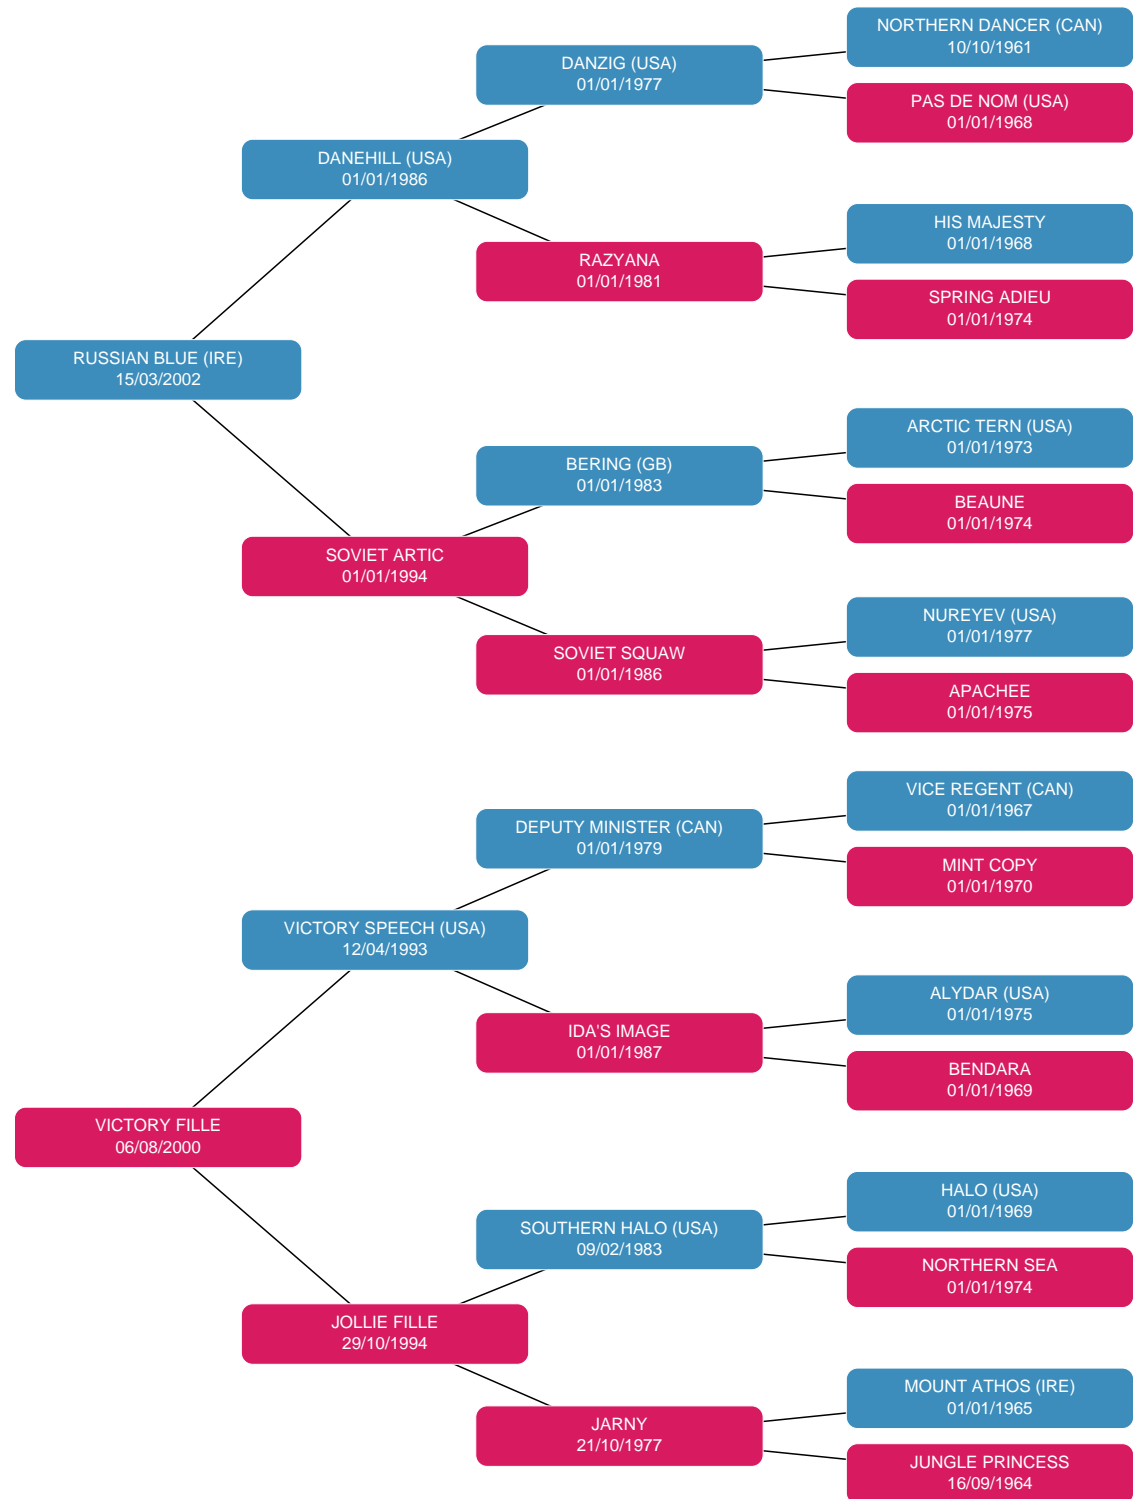 NORTHERN DANCER (CAN)
10/10/1961
DANZIG (USA)
01/01/1977
PAS DE NOM (USA)
01/01/1968
DANEHILL (USA)
01/01/1986
HIS MAJESTY
01/01/1968
RAZYANA
01/01/1981
SPRING ADIEU
01/01/1974
RUSSIAN BLUE (IRE)
15/03/2002
ARCTIC TERN (USA)
01/01/1973
BERING (GB)
01/01/1983
BEAUNE
01/01/1974
SOVIET ARTIC
01/01/1994
NUREYEV (USA)
01/01/1977
SOVIET SQUAW
01/01/1986
APACHEE
01/01/1975
VICE REGENT (CAN)
01/01/1967
DEPUTY MINISTER (CAN)
01/01/1979
MINT COPY
01/01/1970
VICTORY SPEECH (USA)
12/04/1993
ALYDAR (USA)
01/01/1975
IDA'S IMAGE
01/01/1987
BENDARA
01/01/1969
VICTORY FILLE
06/08/2000
HALO (USA)
01/01/1969
SOUTHERN HALO (USA)
09/02/1983
NORTHERN SEA
01/01/1974
JOLLIE FILLE
29/10/1994
MOUNT ATHOS (IRE)
01/01/1965
JARNY
21/10/1977
JUNGLE PRINCESS
16/09/1964